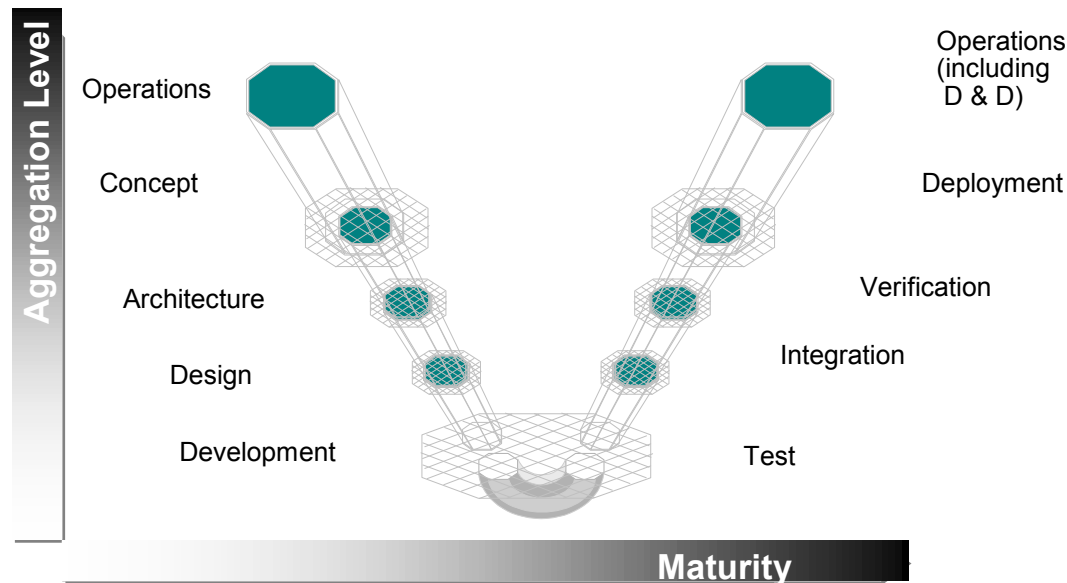 Aggregation Level
Operations
Concept
Architecture
Design
Development
Operations
(including
D & D)
Deployment
Verification
Integration
Test
Maturity